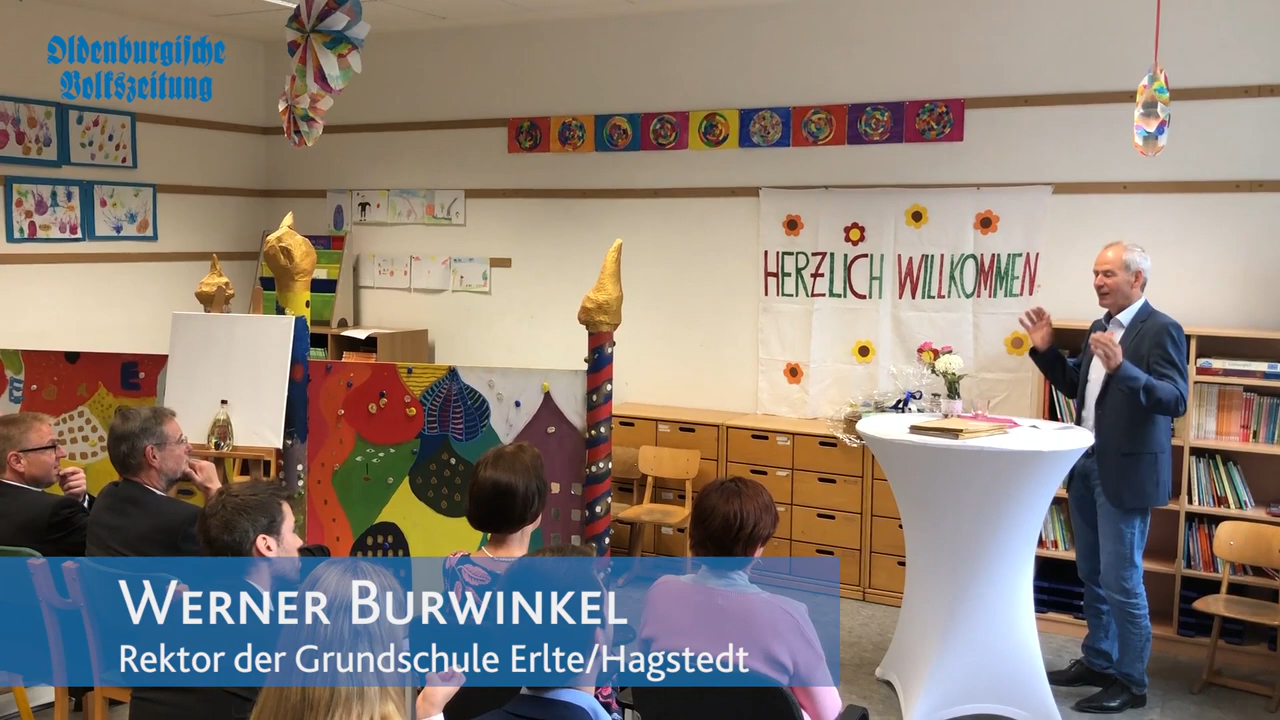 Oldenburgische
Volkszeitung
HERZLICH WILLKOMMEN
Werner Burwinkel
Rektor der Grundschule Erlte/Hagstedt